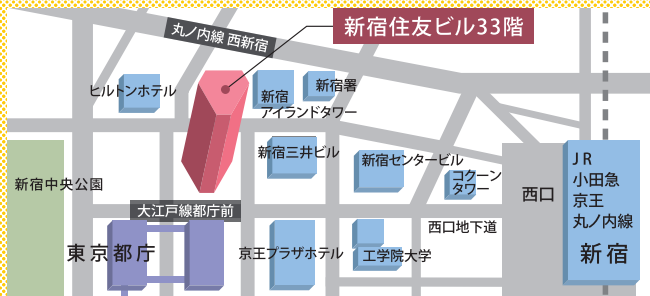 新宿住友ビル33階
丸ノ内線 西新宿
ヒルトンホテル
新宿
アイランドタワー
新宿署
新宿三井ビル
新宿センタービル
コクーン
タワー
新宿中央公園
大江戸線都庁前
東京都庁
京王プラザホテル
工学院大学
西口地下道
西口
JR
小田急
京王
丸ノ内線
新宿